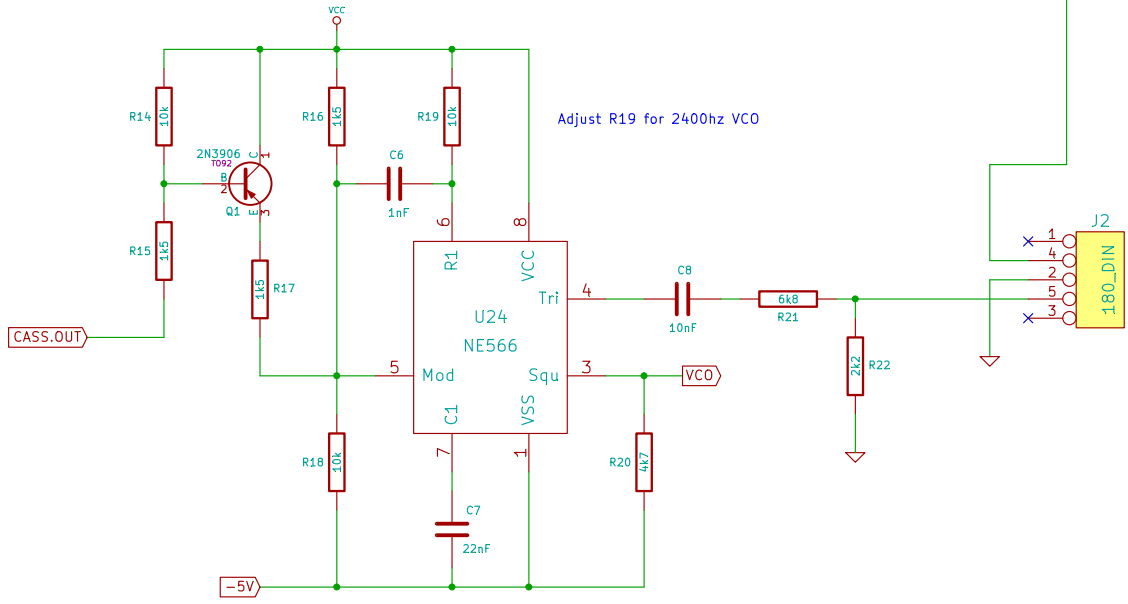 VCC
R14
10k
R16
1k5
R19
10k
Adjust R19 for 2400hz VCO
2N3906
TO92
C
1
B
2
Q1
E
3
C6
1nF
R15
1k5
R17
1k5
6
8
R1
VCC
Tri
4
U24
NE566
5
Mod
Squ
3
C1
VSS
7
1
C8
10nF
6k8
R21
R22
2k2
J2
180_DIN
1
4
2
5
3
CASS.OUT
VCO
R18
10k
R20
4k7
C7
22nF
-5V